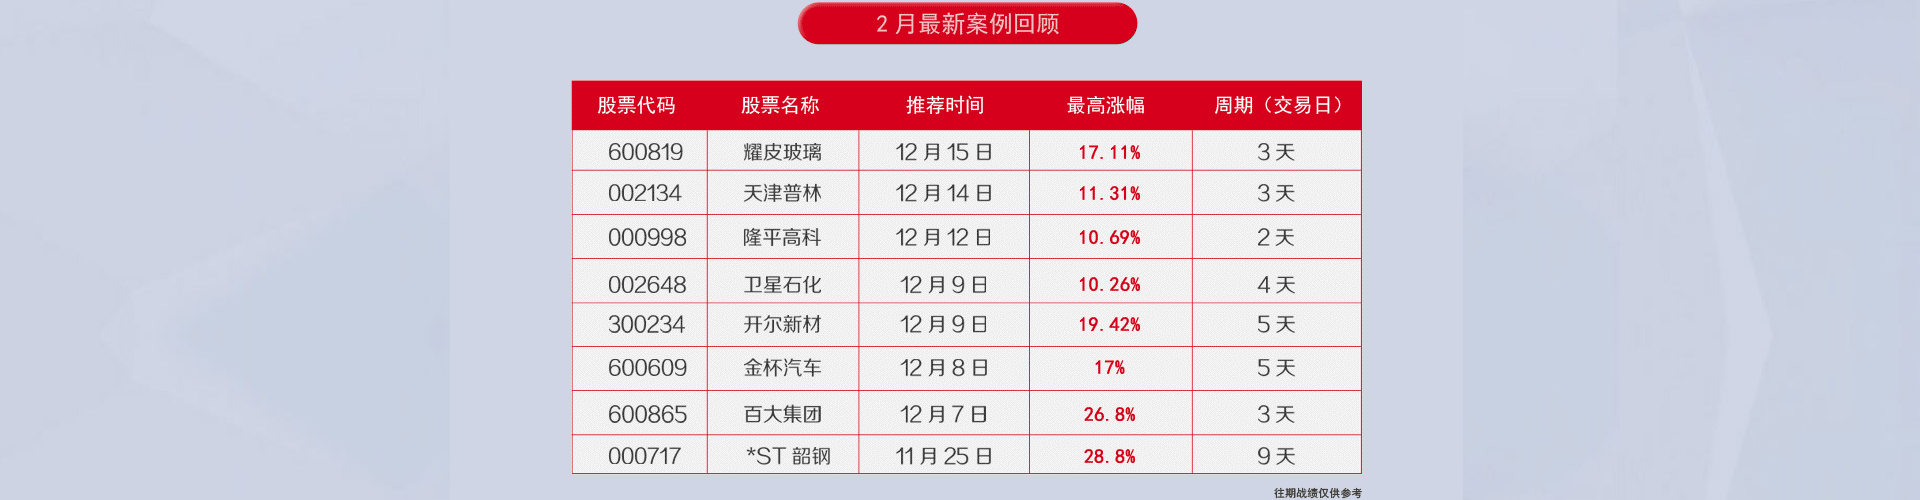 2 月最新案例回顾
股票代码 股票名称 推荐时间 最高涨幅 周期（交易日）
600819 耀皮玻璃 12 月 15 日 17.11% 3 天
002134 天津普林 12 月 14 日 11.31% 3 天
000998 隆平高科 12 月 12 日 10.69% 2 天
002648 卫星石化 12 月 9 日 10.26% 4 天
300234 开尔新材 12 月 9 日 19.42% 5 天
600609 金杯汽车 12 月 8 日 17% 5 天
600865 百大集团 12 月 7 日 26.8% 3 天
000717 *ST 韶钢 11 月 25 日 28.8% 9 天
往期战绩仅供参考